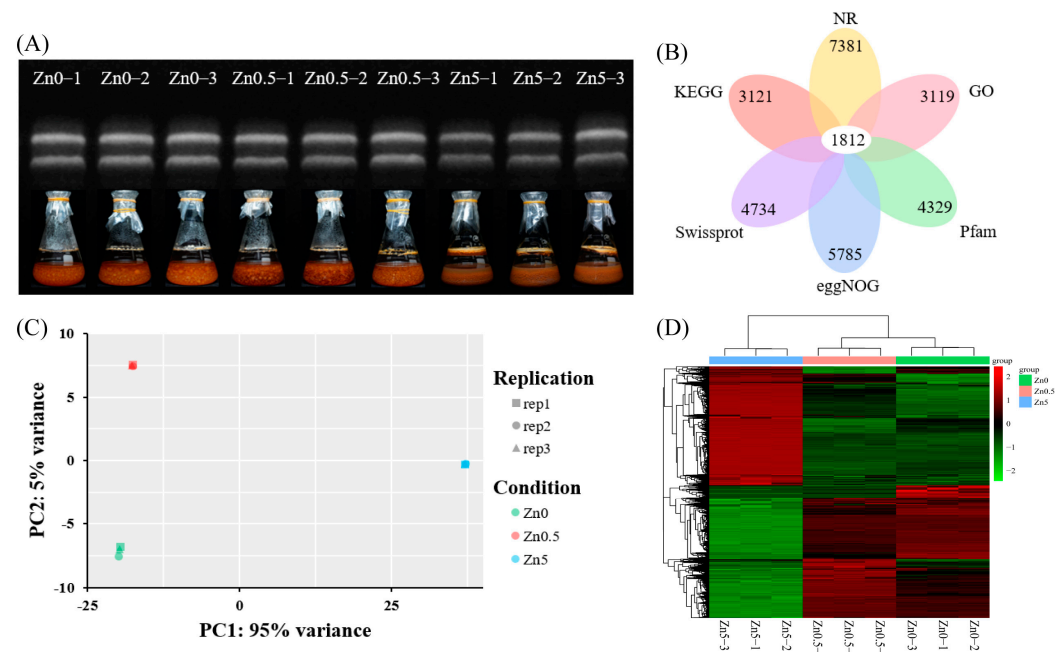 (A)
Zn0−1 Zn0−2 Zn0−3 Zn0.5−1 Zn0.5−2 Zn0.5−3 Zn5−1 Zn5−2 Zn5−3
(B)
NR
7381
KEGG 3121 3119 GO
1812
Swissprot 4734 4329 Pfam
5785
eggNOG
(C)
10
5
0
-5
-10
-25 0 25
PC2: 5% variance
PC1: 95% variance
Replication
rep1
rep2
rep3
Condition
Zn0
Zn0.5
Zn5
(D)
group
2
1
0
−1
−2
group
Zn0
Zn0.5
Zn5
Zn5−3 Zn5−1 Zn5−2 Zn0.5− Zn0.5− Zn0.5− Zn0−3 Zn0−1 Zn0−2